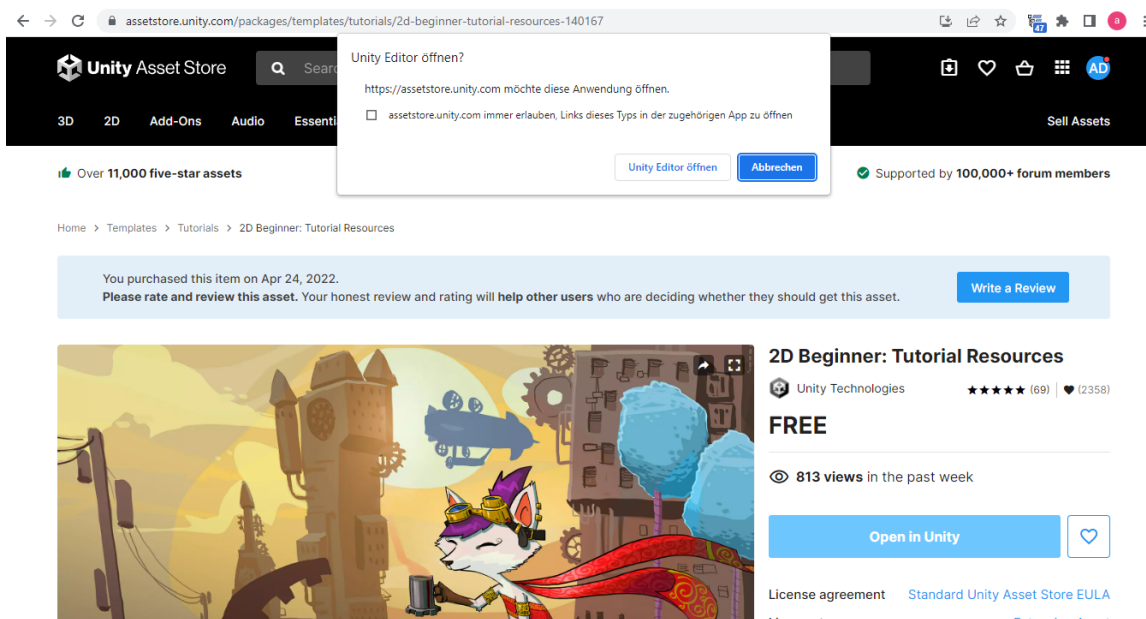 assetstore.unity.com/packages/templates/tutorials/2d-beginner-tutorial-resources-140167
47
a
Unity Editor öffnen?
https://assetstore.unity.com möchte diese Anwendung öffnen.
assetstore.unity.com immer erlauben, Links dieses Typs in der zugehörigen App zu öffnen
Unity Editor öffnen
Abbrechen
Unity Asset Store
AD
3D
2D
Add-Ons
Audio
Sell Assets
Over 11,000 five-star assets
Supported by 100,000+ forum members
Home > Templates > Tutorials > 2D Beginner: Tutorial Resources
You purchased this item on Apr 24, 2022.
Please rate and review this asset. Your honest review and rating will help other users who are deciding whether they should get this asset.
Write a Review
2D Beginner: Tutorial Resources
Unity Technologies
(69)
(2358)
FREE
813 views in the past week
Open in Unity
License agreement
Standard Unity Asset Store EULA